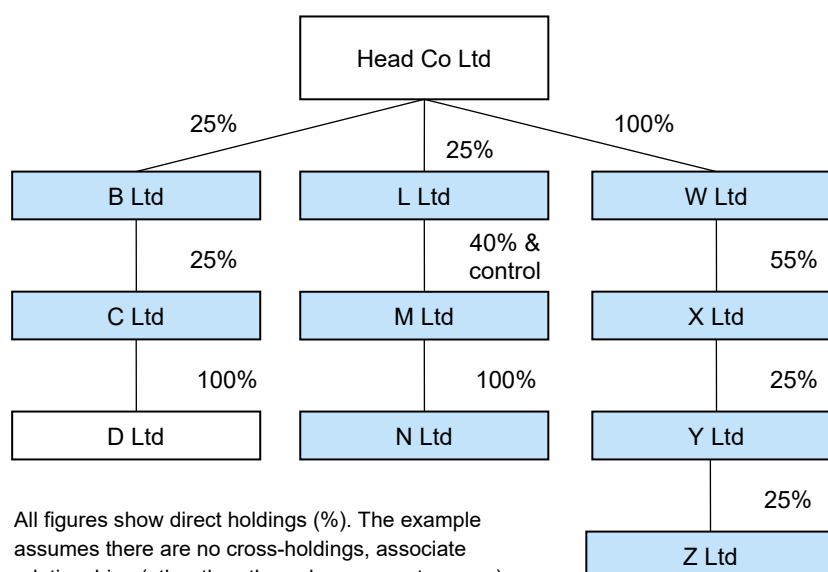 Head Co Ltd
25%
25%
100%
B Ltd
L Ltd
W Ltd
25%
40% &
control
55%
C Ltd
M Ltd
X Ltd
100%
100%
25%
D Ltd
N Ltd
Y Ltd
25%
Z Ltd
All figures show direct holdings (%). The example
assumes there are no cross-holdings, associate